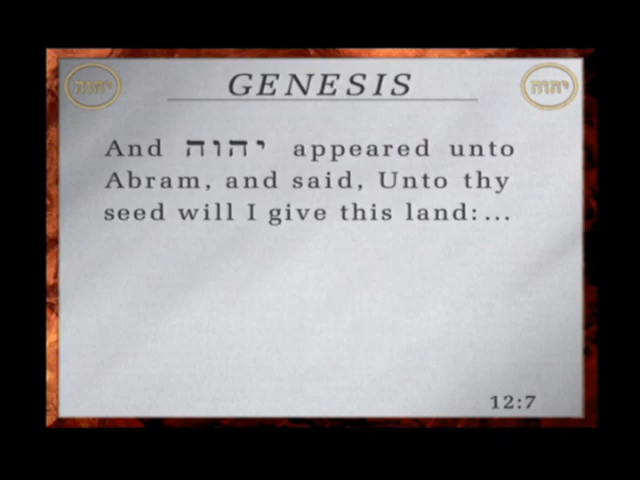 יהוה
GENESIS
יהוה
And יהוה appeared unto
Abram, and said, Unto thy
seed will I give this land:...
12:7